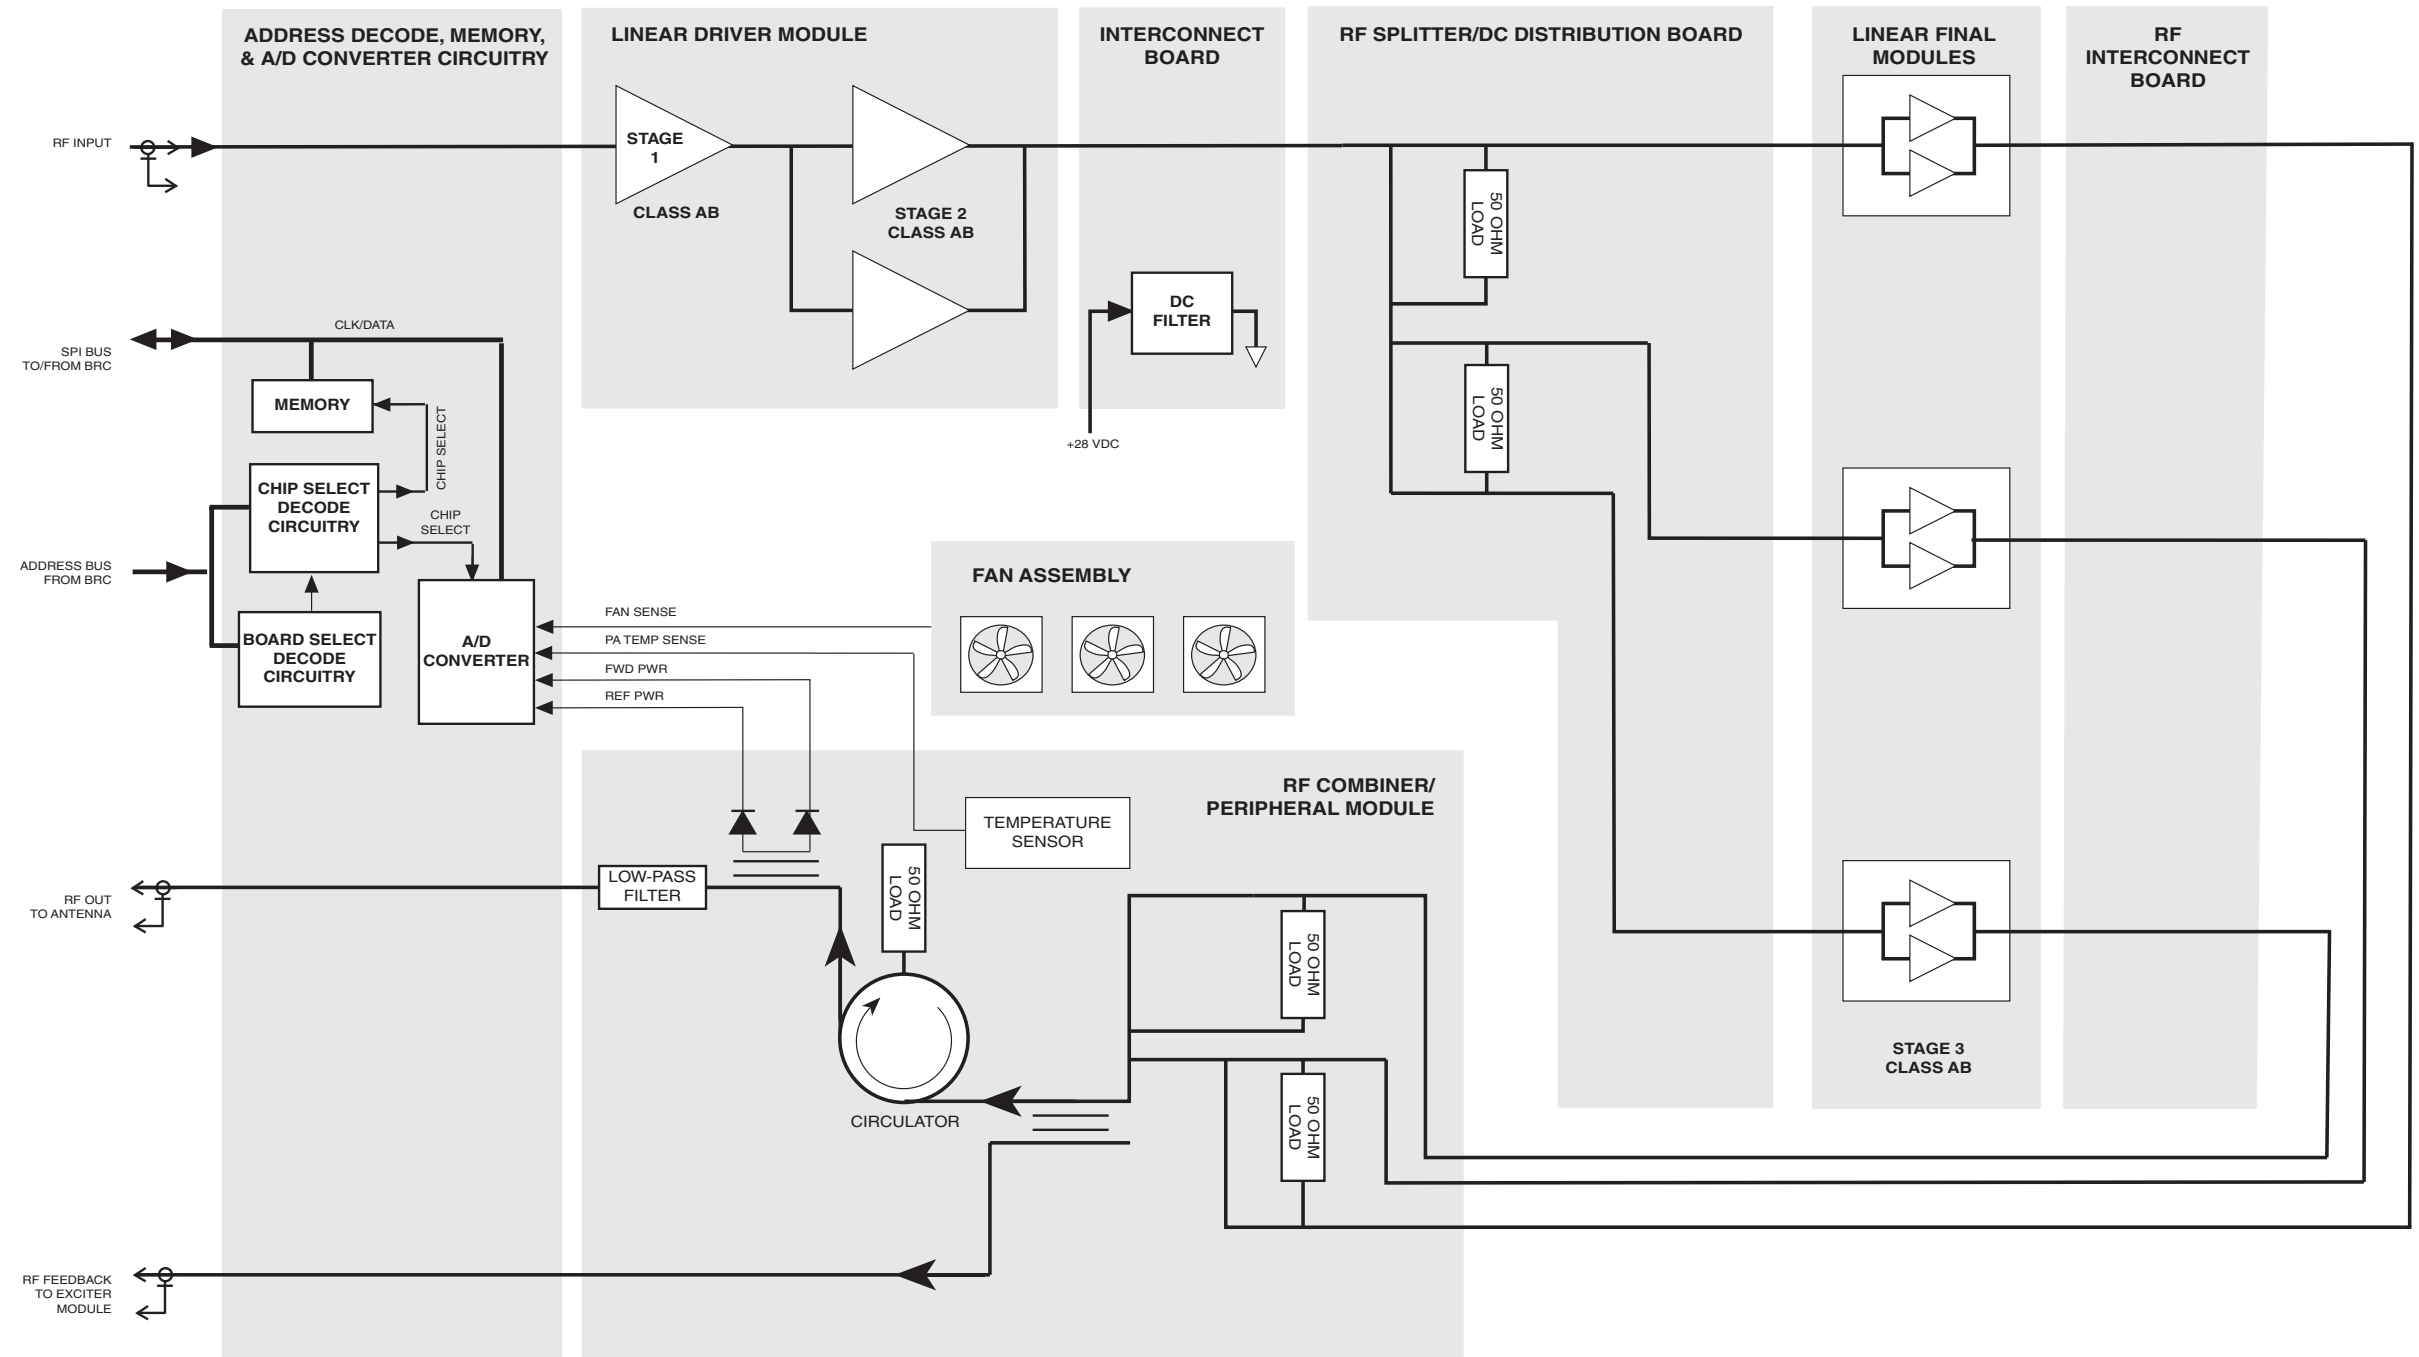 ADDRESS DECODE, MEMORY,
& A/D CONVERTER CIRCUITRY
LINEAR DRIVER MODULE
INTERCONNECT
BOARD
RF SPLITTER/DC DISTRIBUTION BOARD
LINEAR FINAL
MODULES
RF
INTERCONNECT
BOARD
RF INPUT
STAGE
1
CLASS AB
STAGE 2
CLASS AB
50 OHM
LOAD
DC
FILTER
+28 VDC
50 OHM
LOAD
CLK/DATA
SPI BUS
TO/FROM BRC
MEMORY
CHIP SELECT
CHIP SELECT
DECODE
CIRCUITRY
CHIP
SELECT
ADDRESS BUS
FROM BRC
BOARD SELECT
DECODE
CIRCUITRY
A/D
CONVERTER
FAN SENSE
PA TEMP SENSE
FWD PWR
REF PWR
FAN ASSEMBLY
RF COMBINER/
PERIPHERAL MODULE
TEMPERATURE
SENSOR
LOW-PASS
FILTER
50 OHM
LOAD
RF OUT
TO ANTENNA
50 OHM
LOAD
STAGE 3
CLASS AB
CIRCULATOR
50 OHM
LOAD
RF FEEDBACK
TO EXCITER
MODULE